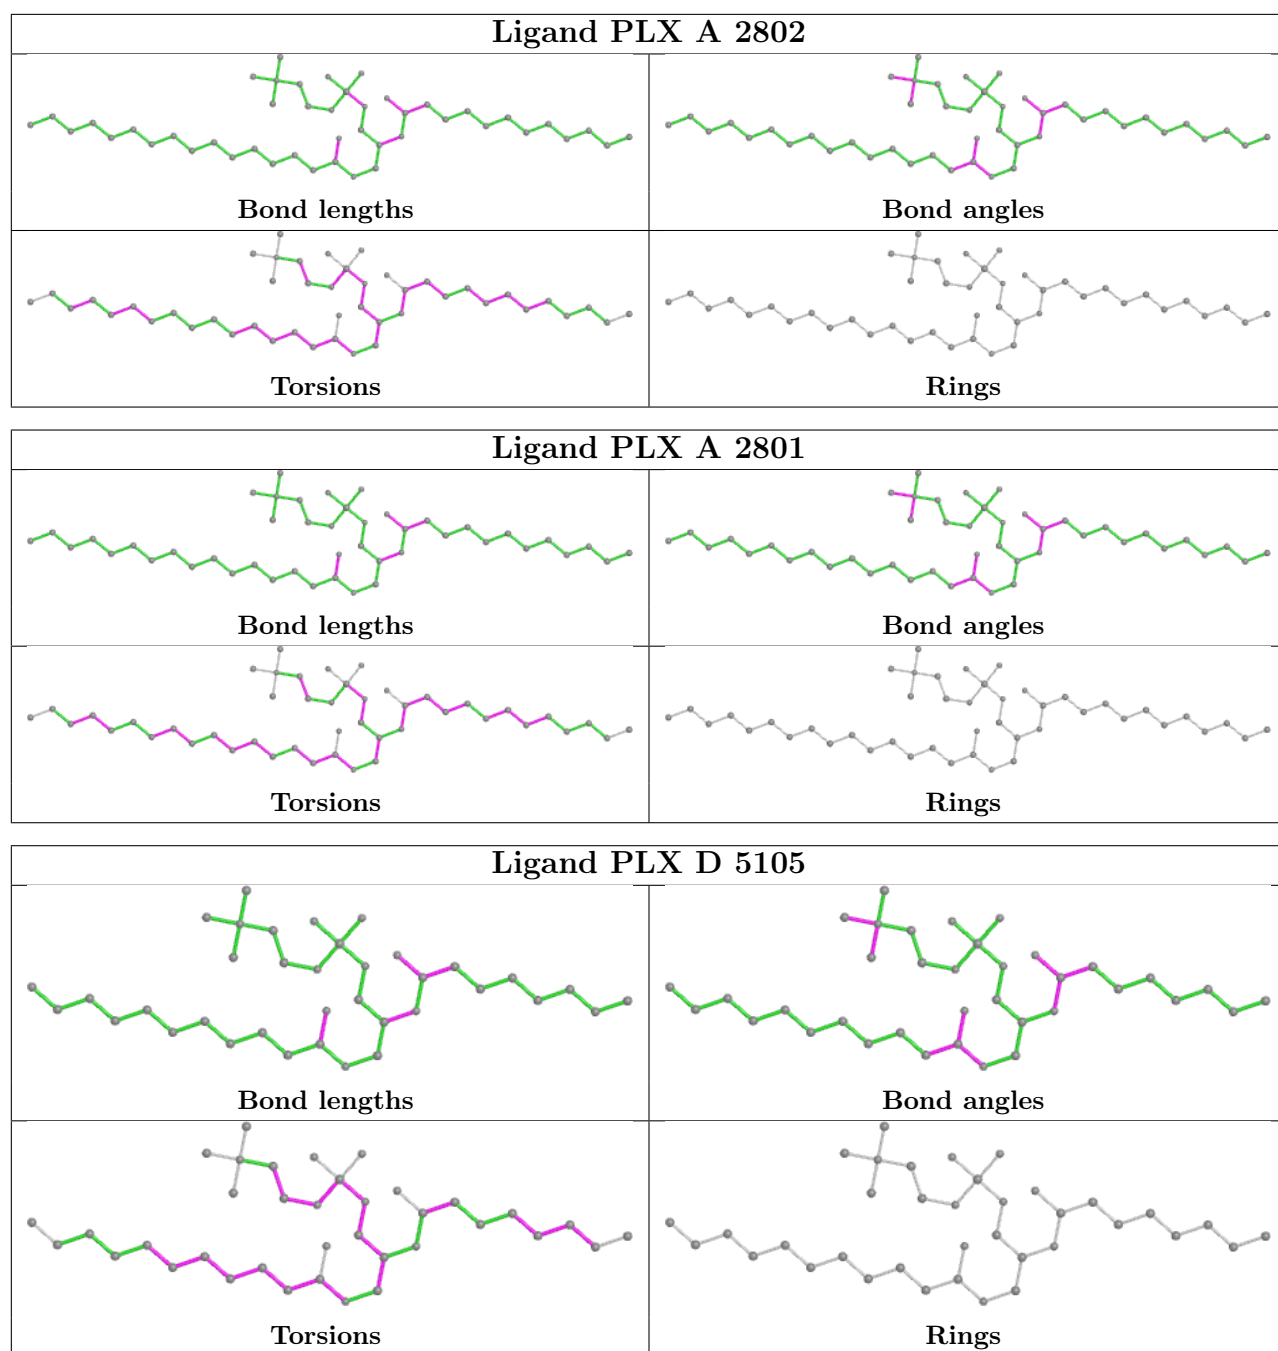 Ligand PLX A 2802
Bond lengths Bond angles
Torsions Rings
Ligand PLX A 2801
Bond lengths Bond angles
Torsions Rings
Ligand PLX D 5105
Bond lengths Bond angles
Torsions Rings